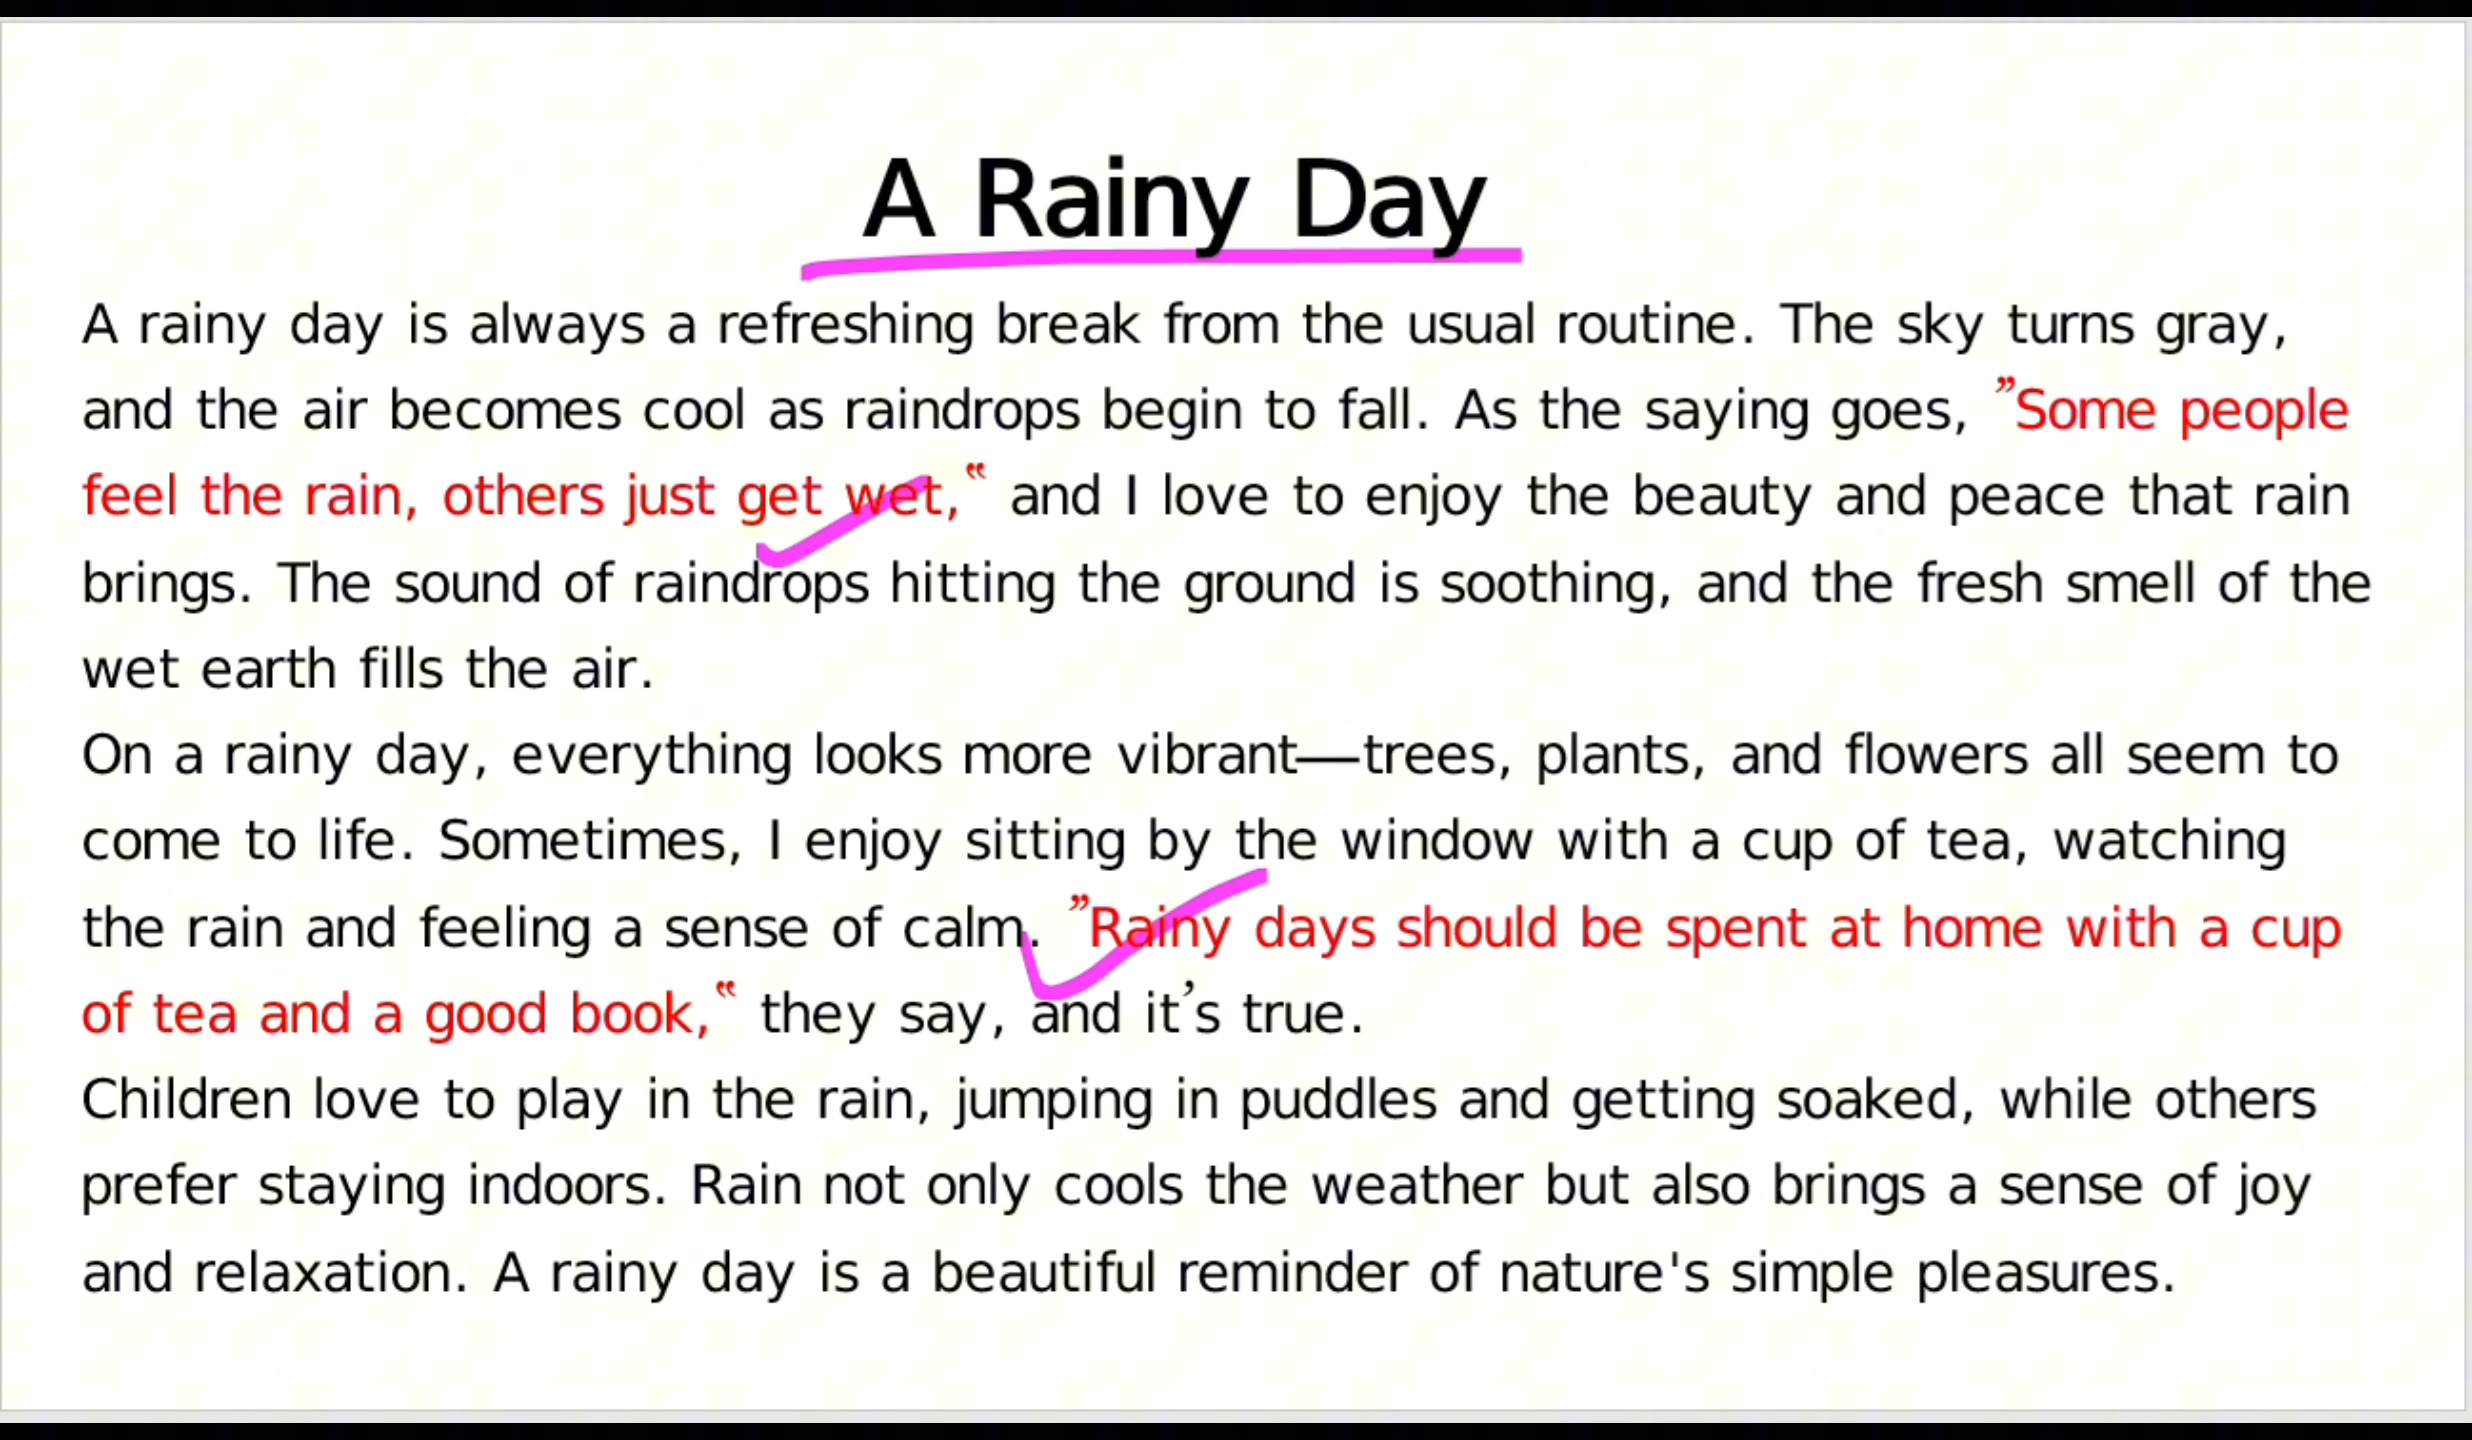 A Rainy Day
A rainy day is always a refreshing break from the usual routine. The sky turns gray,
and the air becomes cool as raindrops begin to fall. As the saying goes, ”Some people
feel the rain, others just get wet,‟ and I love to enjoy the beauty and peace that rain
brings. The sound of raindrops hitting the ground is soothing, and the fresh smell of the
wet earth fills the air.
On a rainy day, everything looks more vibrant—trees, plants, and flowers all seem to
come to life. Sometimes, I enjoy sitting by the window with a cup of tea, watching
the rain and feeling a sense of calm. ”Rainy days should be spent at home with a cup
of tea and a good book,‟ they say, and it’s true.
Children love to play in the rain, jumping in puddles and getting soaked, while others
prefer staying indoors. Rain not only cools the weather but also brings a sense of joy
and relaxation. A rainy day is a beautiful reminder of nature's simple pleasures.